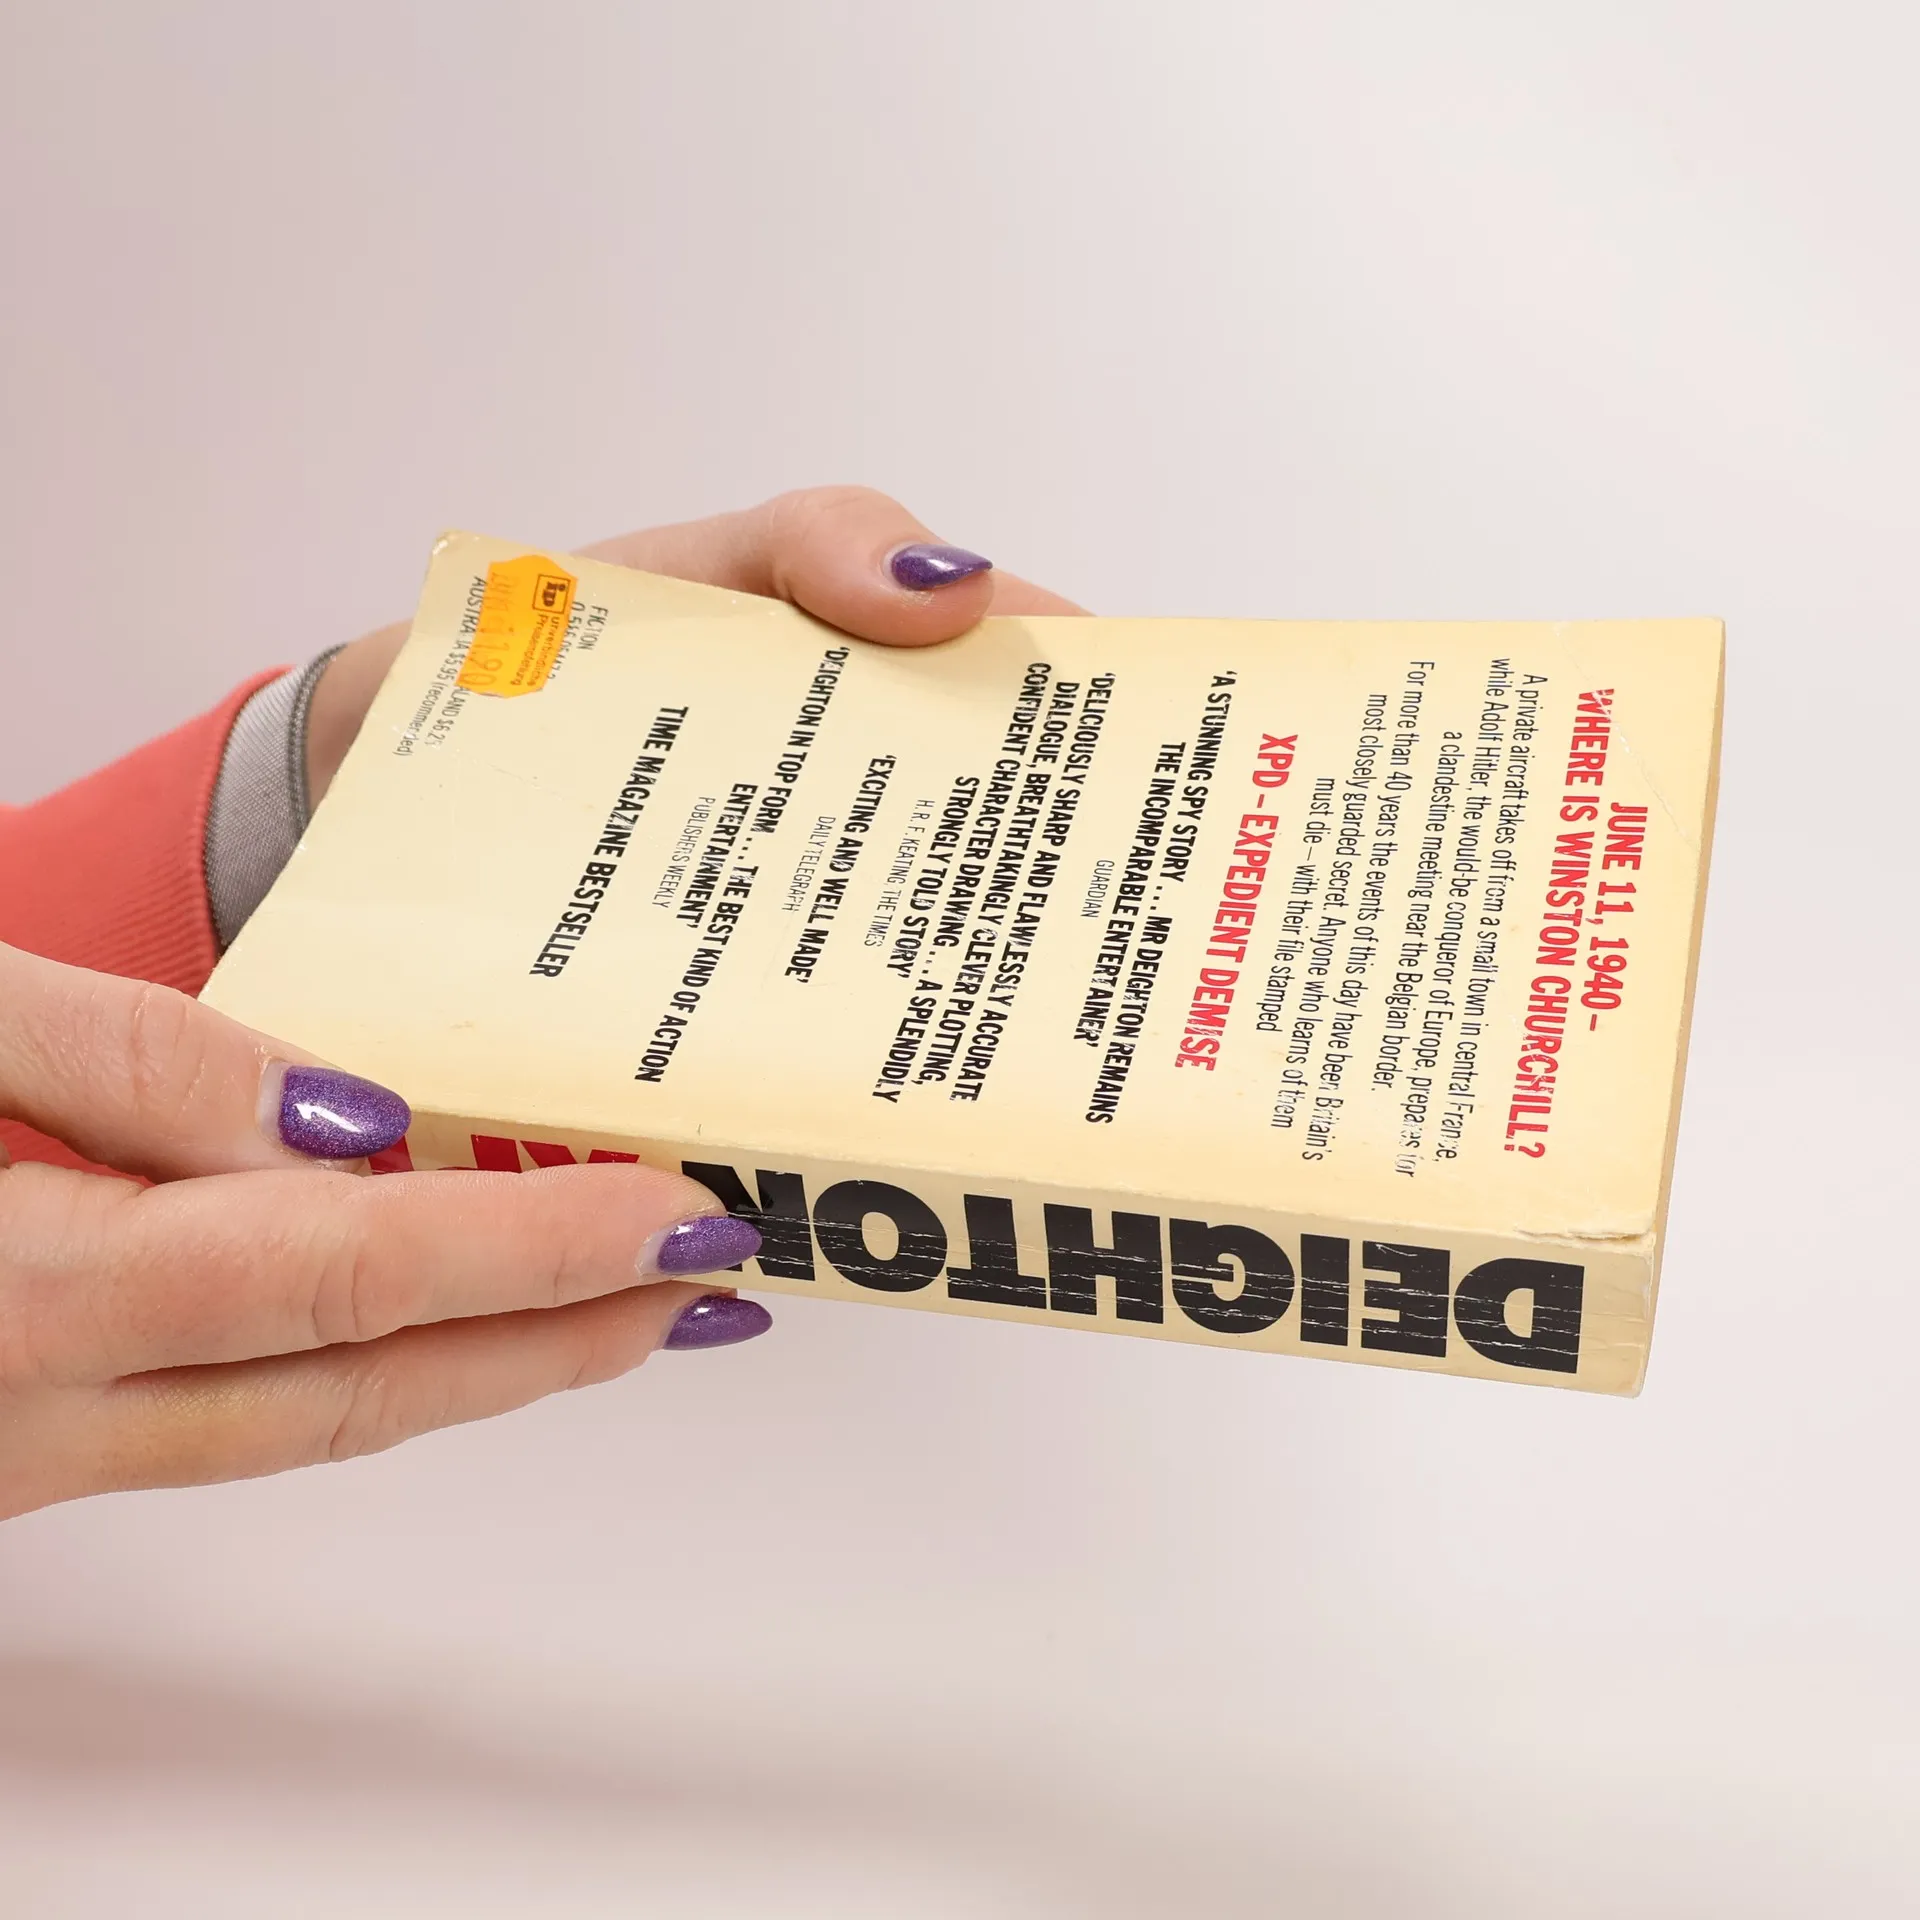 JUNE 11, 1940–
WHERE IS WINSTON CHURCHILL?
A private aircraft takes off from a small town in central France,
while Adolf Hitler, the would-be conqueror of Europe, prepares for
a clandestine meeting near the Belgian border.
For more than 40 years the events of this day have been Britain's
most closely guarded secret. Anyone who learns of them
must die – with their file stamped
XPD – EXPEDIENT DEMISE
'A STUNNING SPY STORY . . . MR DEIGHTON REMAINS
THE INCOMPARABLE ENTERTAINER'
GUARDIAN
'DELICIOUSLY SHARP AND FLAWLESSLY ACCURATE
DIALOGUE, BREATHTAKINGLY CLEVER PLOTTING,
CONFIDENT CHARACTER DRAWING . . . A SPLENDIDLY
STRONGLY TOLD STORY'
H. R. F. KEATING, THE TIMES
'EXCITING AND WELL MADE'
DAILY TELEGRAPH
'DEIGHTON IN TOP FORM . . . THE BEST KIND OF ACTION
ENTERTAINMENT'
PUBLISHERS WEEKLY
TIME MAGAZINE BESTSELLER
FICTION
AUSTRALIA $5.95 (recommended)
ip
unverbindliche
Preisempfehlung
DEIGHTON